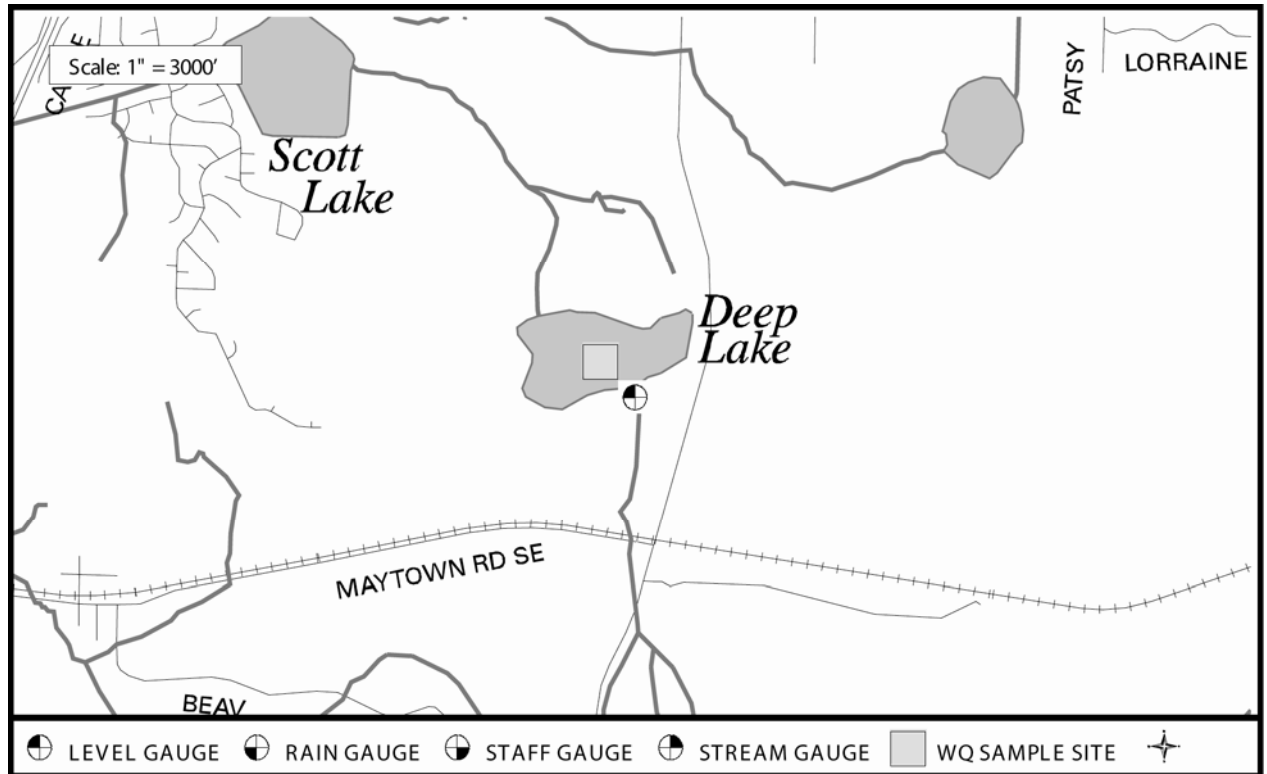 Scale: 1" = 3000'
PATSY
LORRAINE
Scott
Lake
Deep
Lake
MAYTOWN RD SE
BEAV
LEVEL GAUGE
RAIN GAUGE
STAFF GAUGE
STREAM GAUGE
WQ SAMPLE SITE